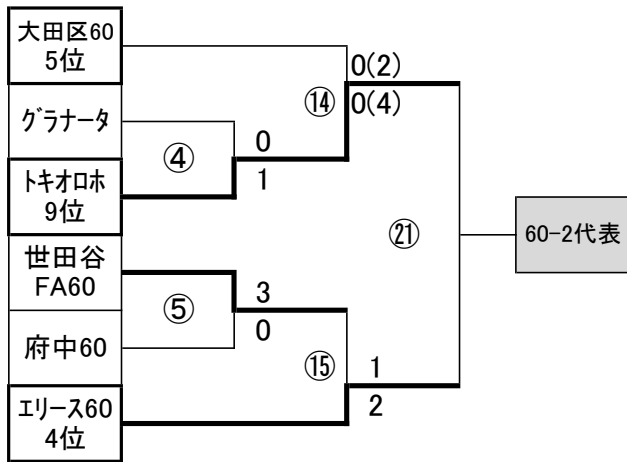 大田区60
5位
グラナータ
トキオロホ
9位
世田谷
FA60
府中60
エリース60
4位
④
0
1
⑤
3
0
⑭
0(2)
0(4)
⑮
1
2
㉑
60-2代表